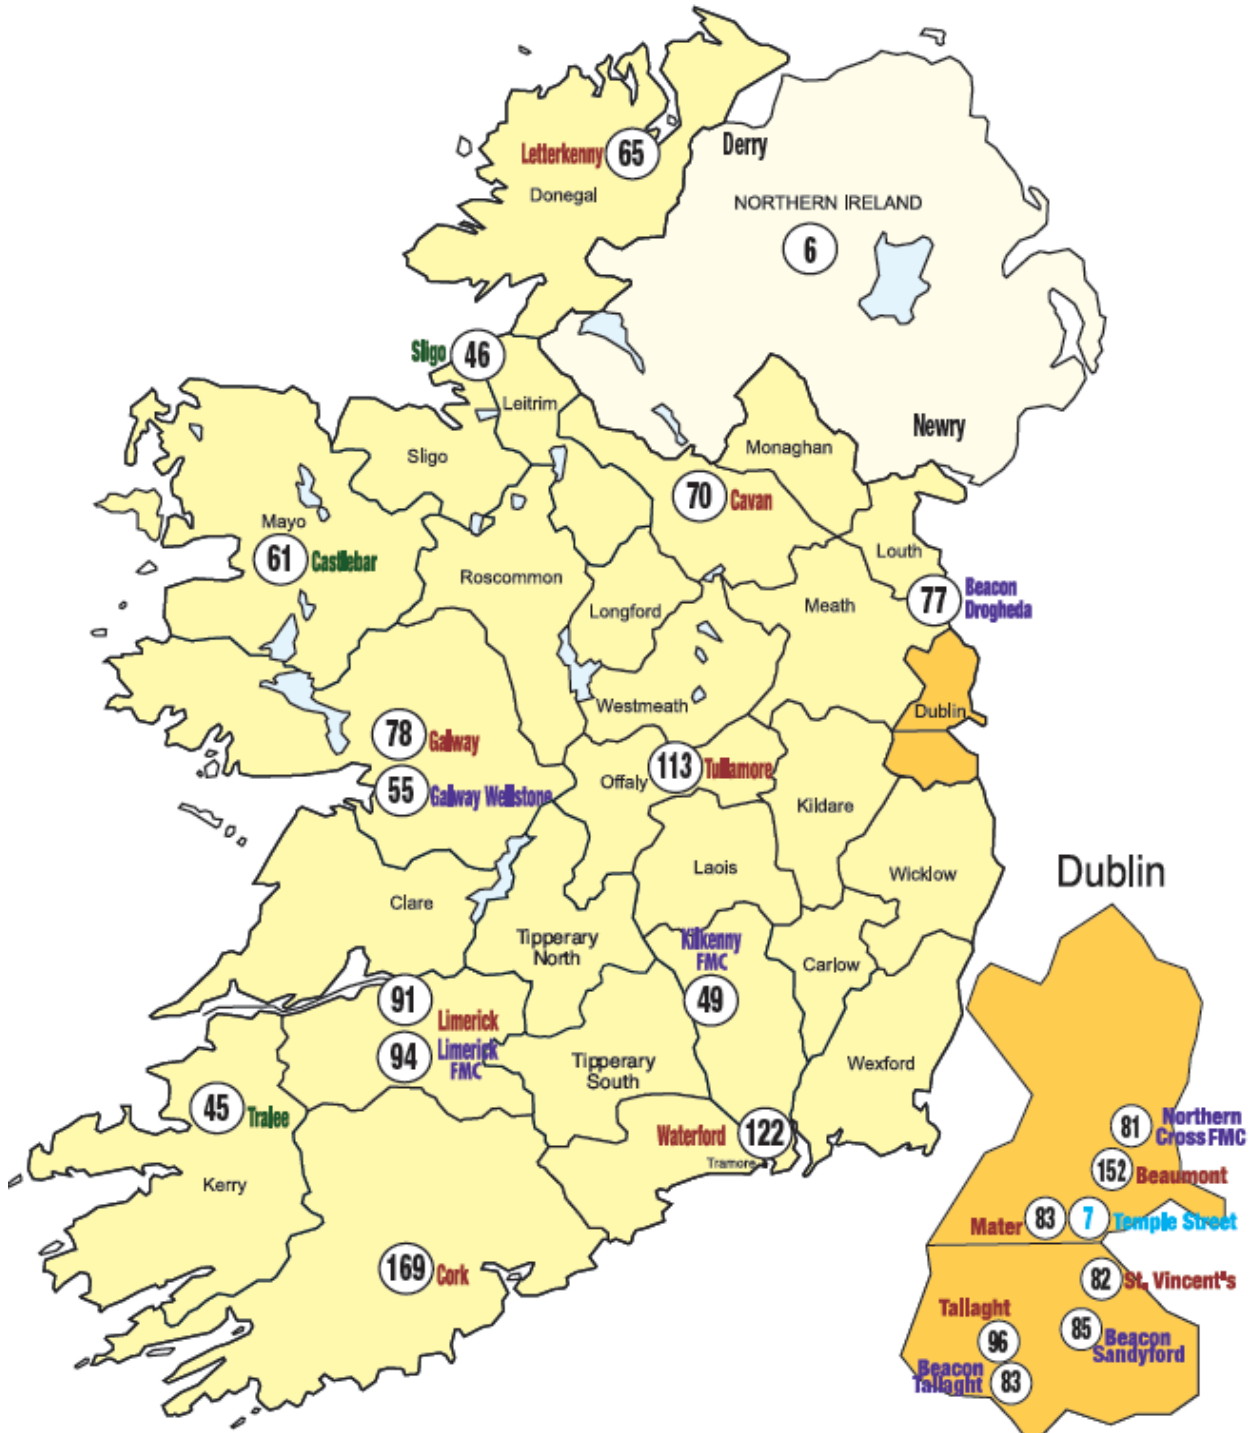 Letterkenny
65
Donegal
Derry
NORTHERN IRELAND
6
Sligo
46
Leitrim
Newry
Monaghan
Sligo
70
Cavan
Mayo
61
Castlebar
Roscommon
Louth
Longford
Meath
77
Beacon
Drogheda
Westmeath
Dublin
78
Galway
55
Galway Wellstone
Offaly
113
Tullamore
Kildare
Laois
Wicklow
Clare
Tipperary
North
Kilkenny
FMC
49
Carlow
91
Limerick
94
Limerick
FMC
Tipperary
South
Wexford
45
Tralee
Waterford
122
Tramore
Kerry
169
Cork
Dublin
81
Northern
Cross FMC
152
Beaumont
Mater
83
7
Temple Street
82
St. Vincent's
Tallaght
96
85
Beacon
Sandyford
Beacon
Tallaght
83